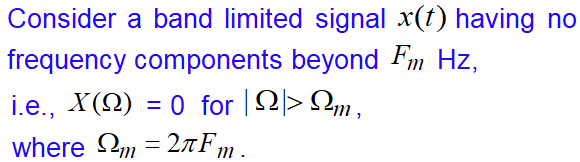 Consider a band limited signal x(t) having no
frequency components beyond Fm Hz,
i.e., X(Ω) = 0 for |Ω|> Ωm,
where Ωm = 2πFm.